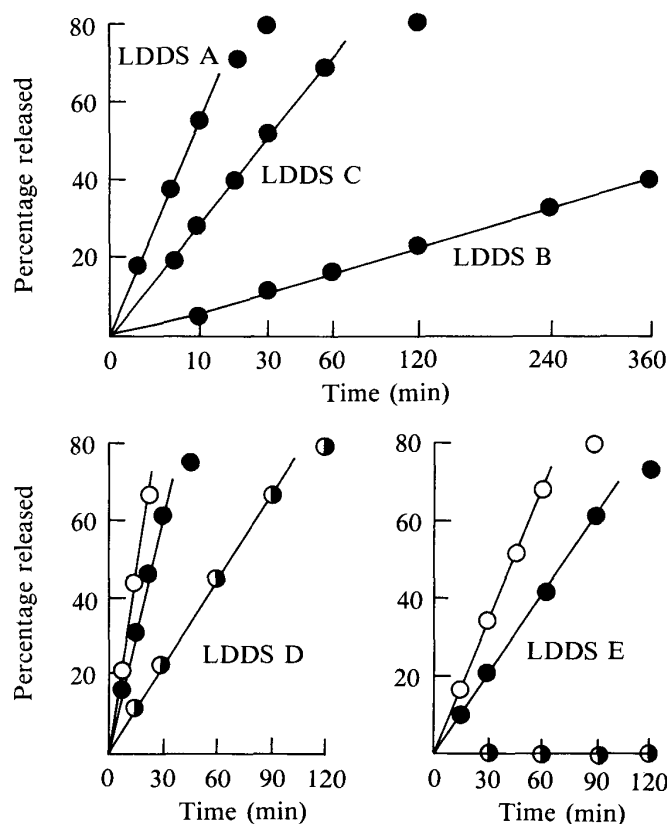 80
LDDS A
60
LDDS C
40
LDDS B
20
Percentage released
0 10 30 60 120 240 360
Time (min)
80
60
40
LDDS D
20
Percentage released
0 30 60 90 120
Time (min)
80
60
40
LDDS E
20
0 30 60 90 120
Time (min)